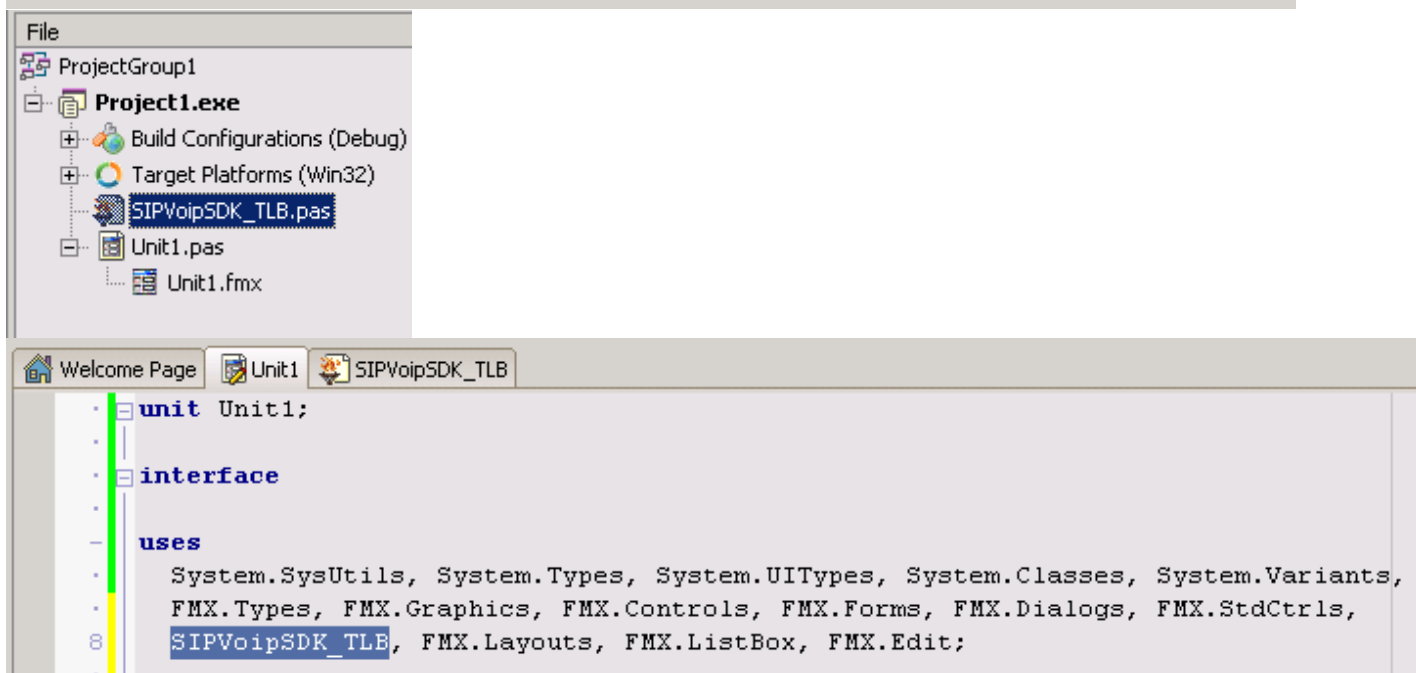 File
ProjectGroup1
Project1.exe
Build Configurations (Debug)
Target Platforms (Win32)
SIPVoipSDK_TLB.pas
Unit1.pas
Unit1.fmx
Welcome Page Unit1 SIPVoipSDK_TLB
unit Unit1;
interface
uses
System.SysUtils, System.Types, System.UITypes, System.Classes, System.Variants,
FMX.Types, FMX.Graphics, FMX.Controls, FMX.Forms, FMX.Dialogs, FMX.StdCtrls,
8 SIPVoipSDK_TLB, FMX.Layouts, FMX.ListBox, FMX.Edit;